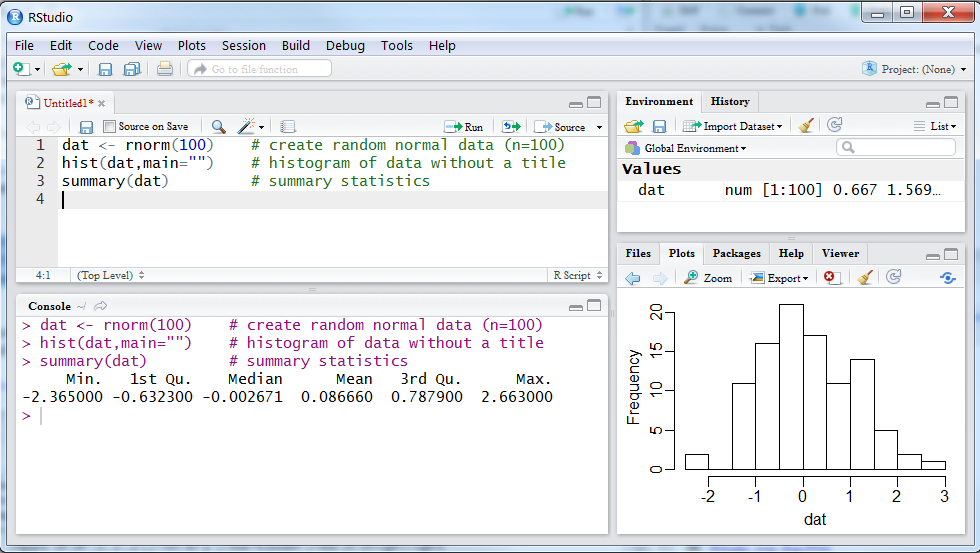 RStudio
File Edit Code View Plots Session Build Debug Tools Help
Go to file/function
Project: (None)
Untitled1*
Source on Save
Run
Source
1 dat <- rnorm(100) # create random normal data (n=100)
2 hist(dat,main="") # histogram of data without a title
3 summary(dat) # summary statistics
4
4:1 (Top Level) R Script
Console ~/
> dat <- rnorm(100) # create random normal data (n=100)
> hist(dat,main="") # histogram of data without a title
> summary(dat) # summary statistics
Min. 1st Qu. Median Mean 3rd Qu. Max.
-2.365000 -0.632300 -0.002671 0.086660 0.787900 2.663000
>
Environment History
Import Dataset List
Global Environment
Values
dat num [1:100] 0.667 1.569…
Files Plots Packages Help Viewer
Zoom Export
Frequency
20
15
10
5
0
-2 -1 0 1 2 3
dat